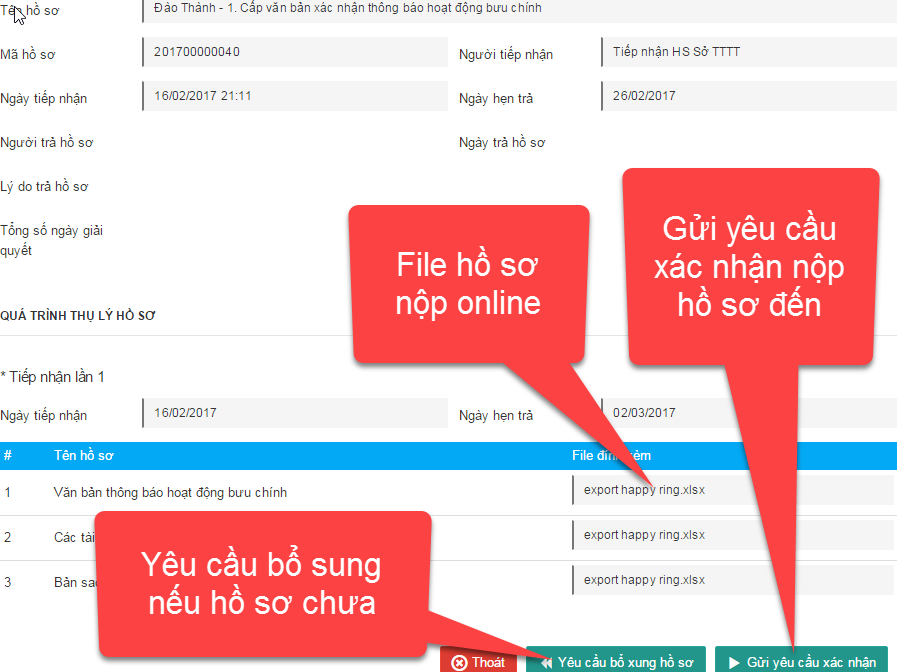 Tên hồ sơ Đào Thành - 1. Cấp văn bản xác nhận thông báo hoạt động bưu chính
Mã hồ sơ 201700000040 Người tiếp nhận Tiếp nhận HS Sở TTTT
Ngày tiếp nhận 16/02/2017 21:11 Ngày hẹn trả 26/02/2017
Người trả hồ sơ Ngày trả hồ sơ
Lý do trả hồ sơ
Tổng số ngày giải
quyết
File hồ sơ
nộp online
Gửi yêu cầu
xác nhận nộp
hồ sơ đến
QUÁ TRÌNH THỤ LÝ HỒ SƠ
* Tiếp nhận lần 1
Ngày tiếp nhận 16/02/2017 Ngày hẹn trả 02/03/2017
# Tên hồ sơ File đính kèm
1 Văn bản thông báo hoạt động bưu chính export happy ring.xlsx
2 Các tài export happy ring.xlsx
3 Bản sao export happy ring.xlsx
Yêu cầu bổ sung
nếu hồ sơ chưa
Thoát Yêu cầu bổ xung hồ sơ Gửi yêu cầu xác nhận